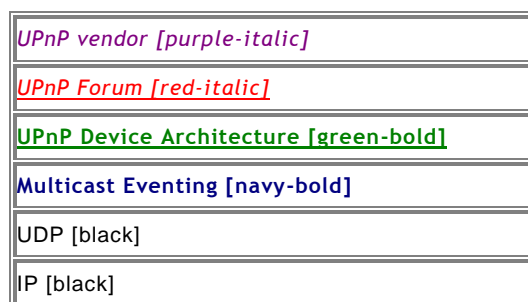 UPnP vendor [purple-italic]
UPnP Forum [red-italic]
UPnP Device Architecture [green-bold]
Multicast Eventing [navy-bold]
UDP [black]
IP [black]